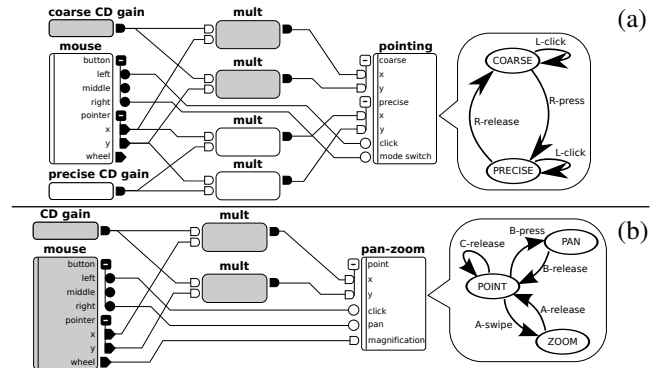 (a)
coarse CD gain
mult
mouse
button
left
middle
right
pointer
x
y
wheel
mult
mult
mult
precise CD gain
pointing
coarse
x
y
precise
x
y
click
mode switch
COARSE
L-click
R-press
R-release
PRECISE
L-click
(b)
CD gain
mult
mouse
button
left
middle
right
pointer
x
y
wheel
mult
pan-zoom
point
x
y
click
pan
magnification
B-press
PAN
C-release
B-release
POINT
A-release
A-swipe
ZOOM